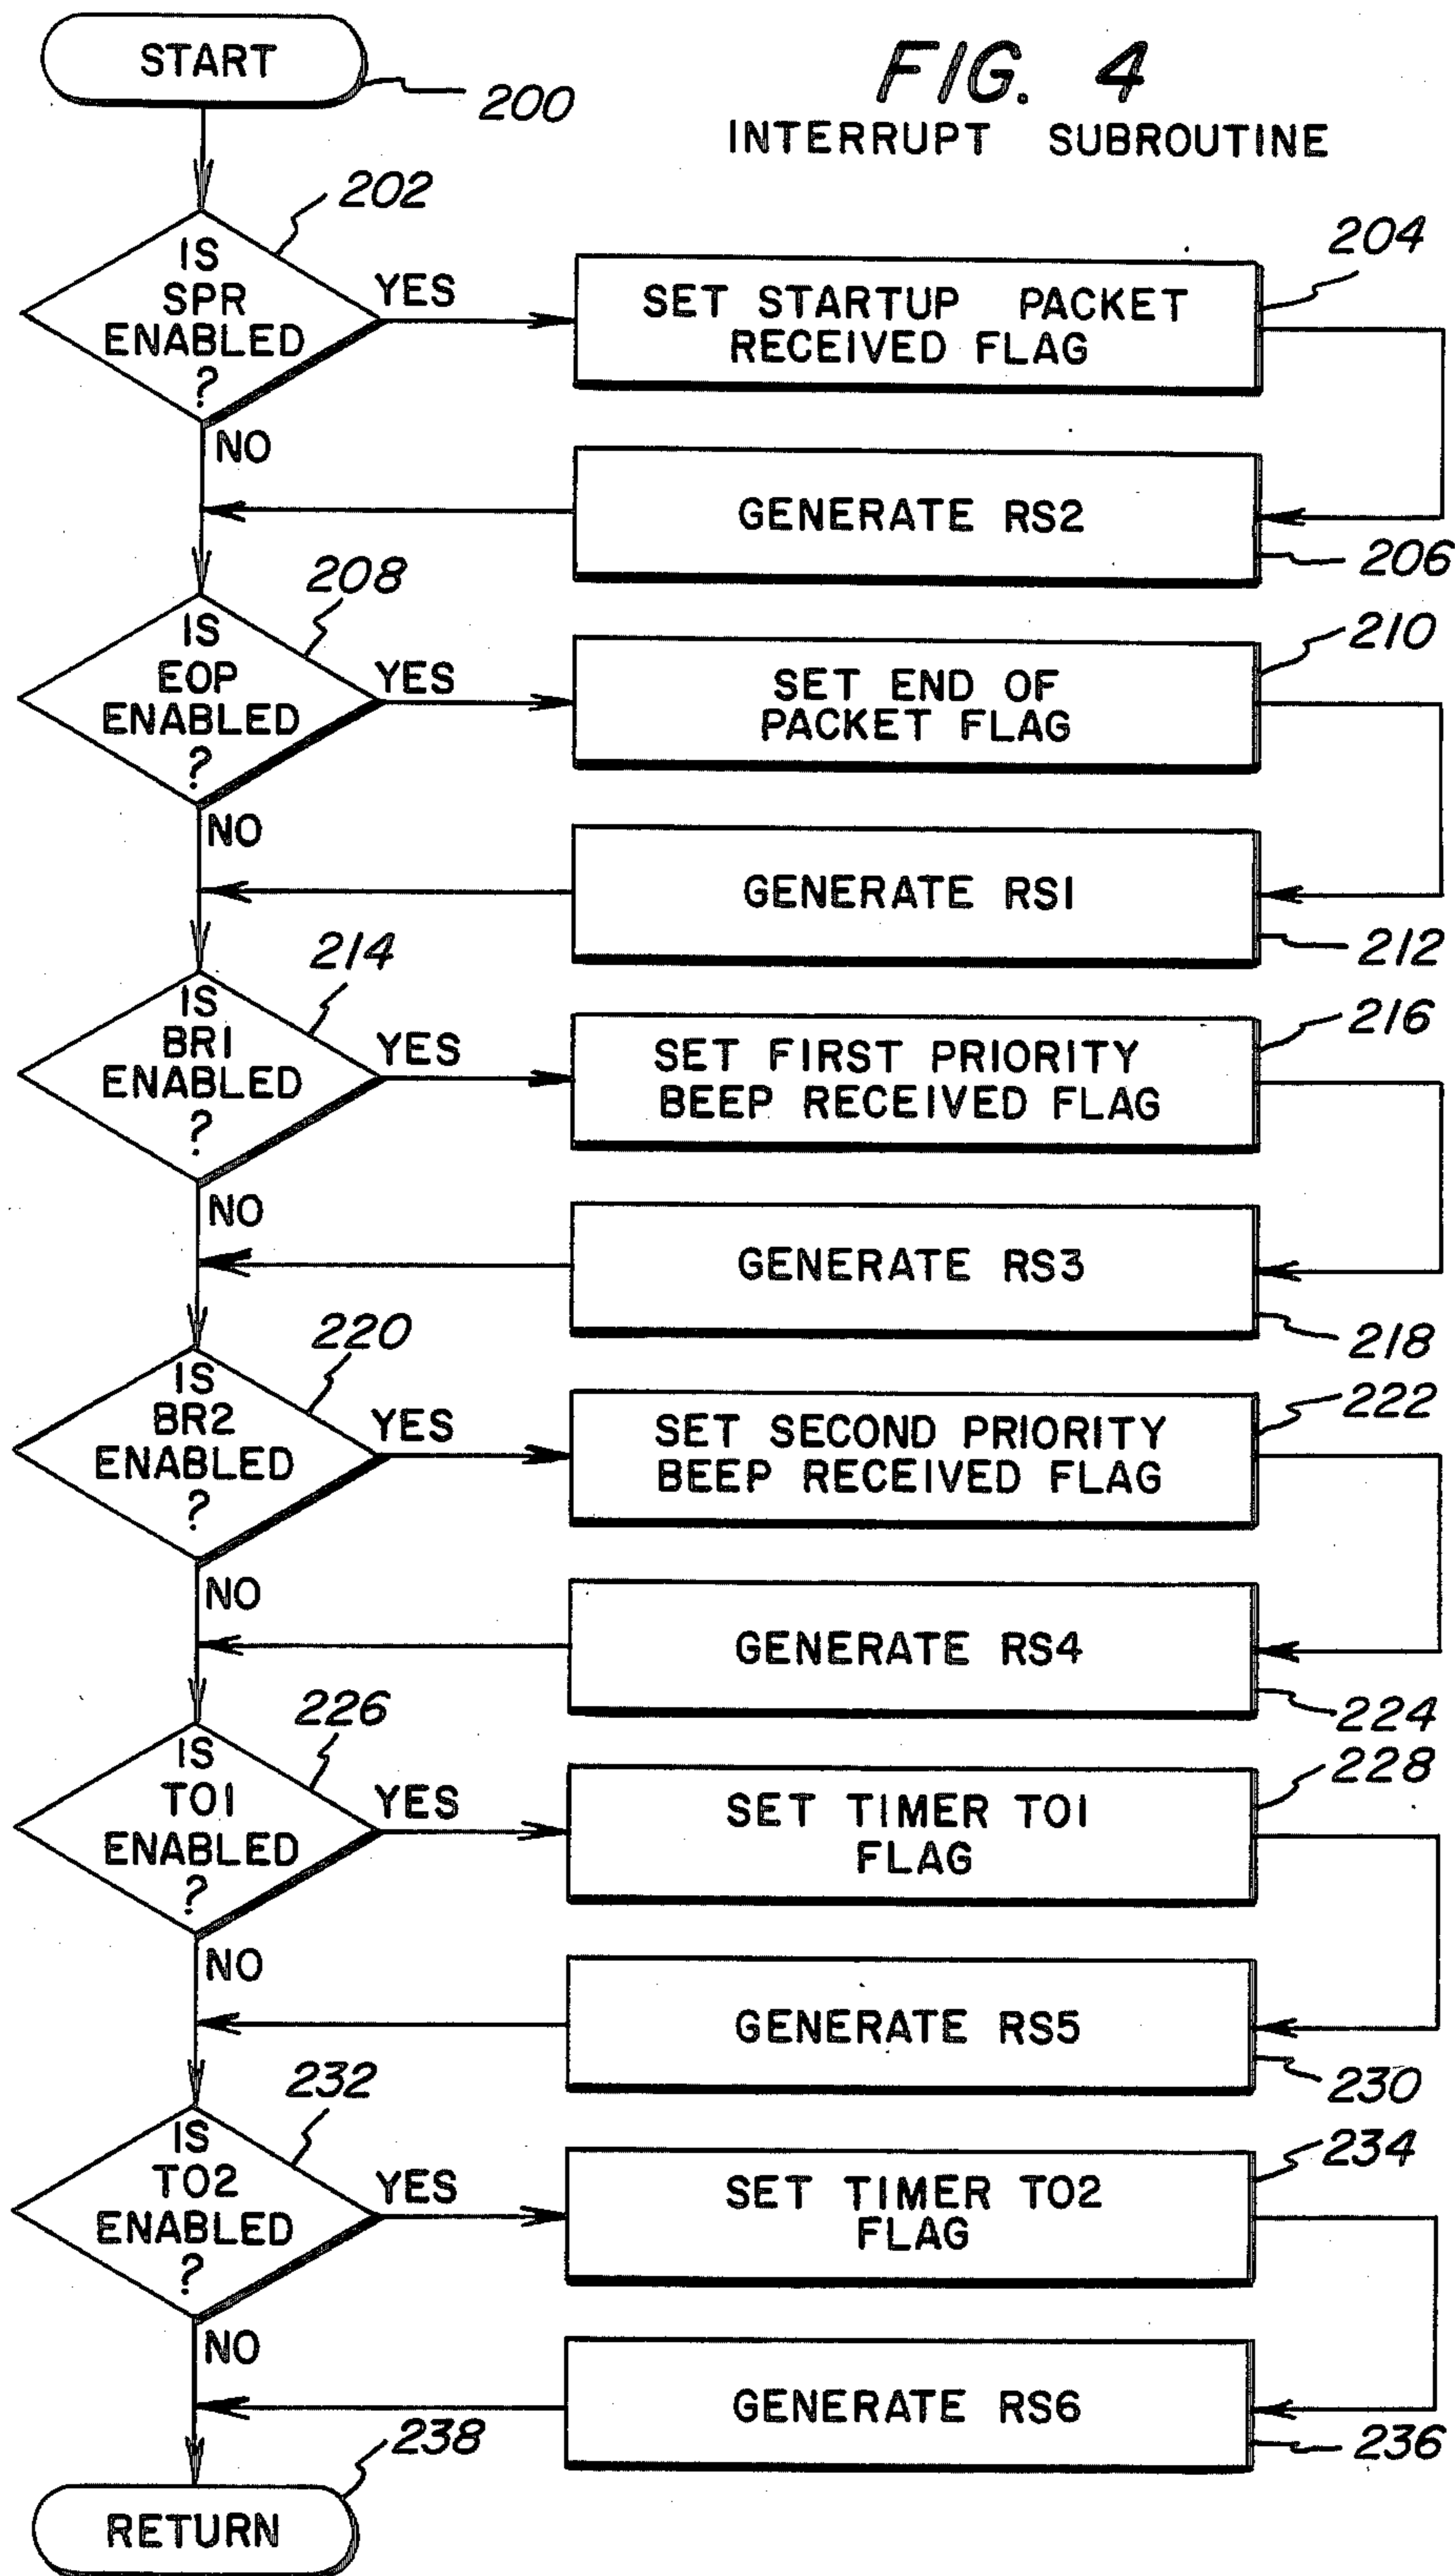 START
200
FIG. 4
INTERRUPT SUBROUTINE
202
IS
SPR
ENABLED
?
YES
NO
SET STARTUP PACKET
RECEIVED FLAG
204
GENERATE RS2
206
208
IS
EOP
ENABLED
?
YES
NO
SET END OF
PACKET FLAG
210
GENERATE RS1
212
214
IS
BR1
ENABLED
?
YES
NO
SET FIRST PRIORITY
BEEP RECEIVED FLAG
216
GENERATE RS3
218
220
IS
BR2
ENABLED
?
YES
NO
SET SECOND PRIORITY
BEEP RECEIVED FLAG
222
GENERATE RS4
224
226
IS
TO1
ENABLED
?
YES
NO
SET TIMER TO1
FLAG
228
GENERATE RS5
230
232
IS
TO2
ENABLED
?
YES
NO
SET TIMER TO2
FLAG
234
GENERATE RS6
236
238
RETURN